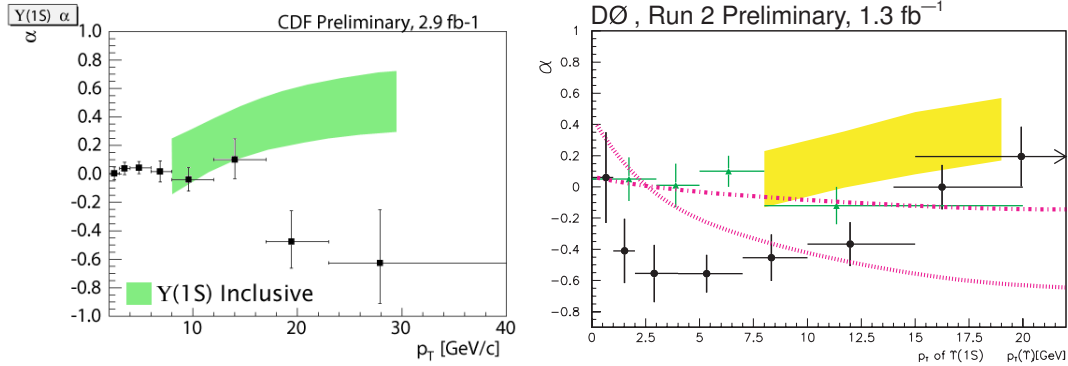 Υ(1S) α
α
CDF Preliminary, 2.9 fb-1
1.0
0.8
0.6
0.4
0.2
0.0
-0.2
-0.4
-0.6
-0.8
-1.0
Υ(1S) Inclusive
10 20 30 40
pT [GeV/c]
DØ , Run 2 Preliminary, 1.3 fb−1
α
1
0.8
0.4
0.2
0
-0.2
-0.4
-0.6
-0.8
0 2.5 5 7.5 10 12.5 15 17.5 20
pT of Υ(1S) pT(Υ)[GeV]